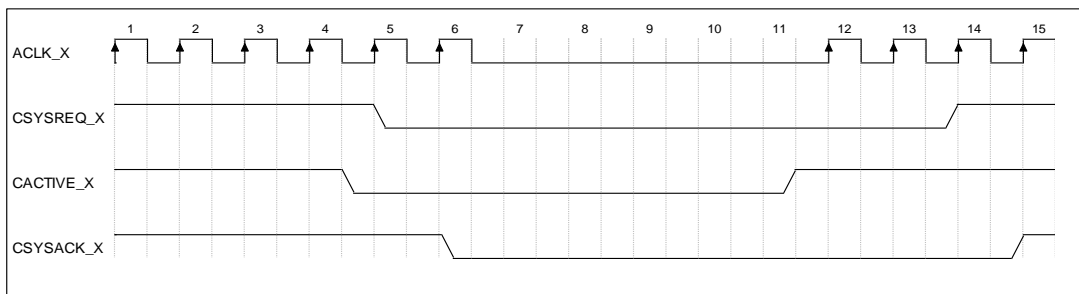 1 2 3 4 5 6 7 8 9 10 11 12 13 14 15
ACLK_X
CSYSREQ_X
CACTIVE_X
CSYSACK_X